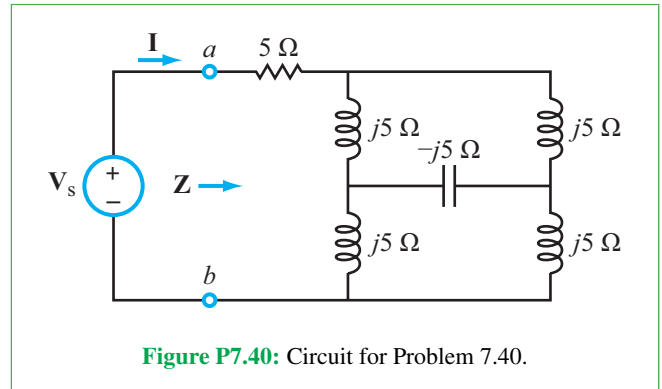 I
a
5 Ω
j5 Ω
−j5 Ω
j5 Ω
Vs
+
−
Z
j5 Ω
j5 Ω
b
Figure P7.40: Circuit for Problem 7.40.